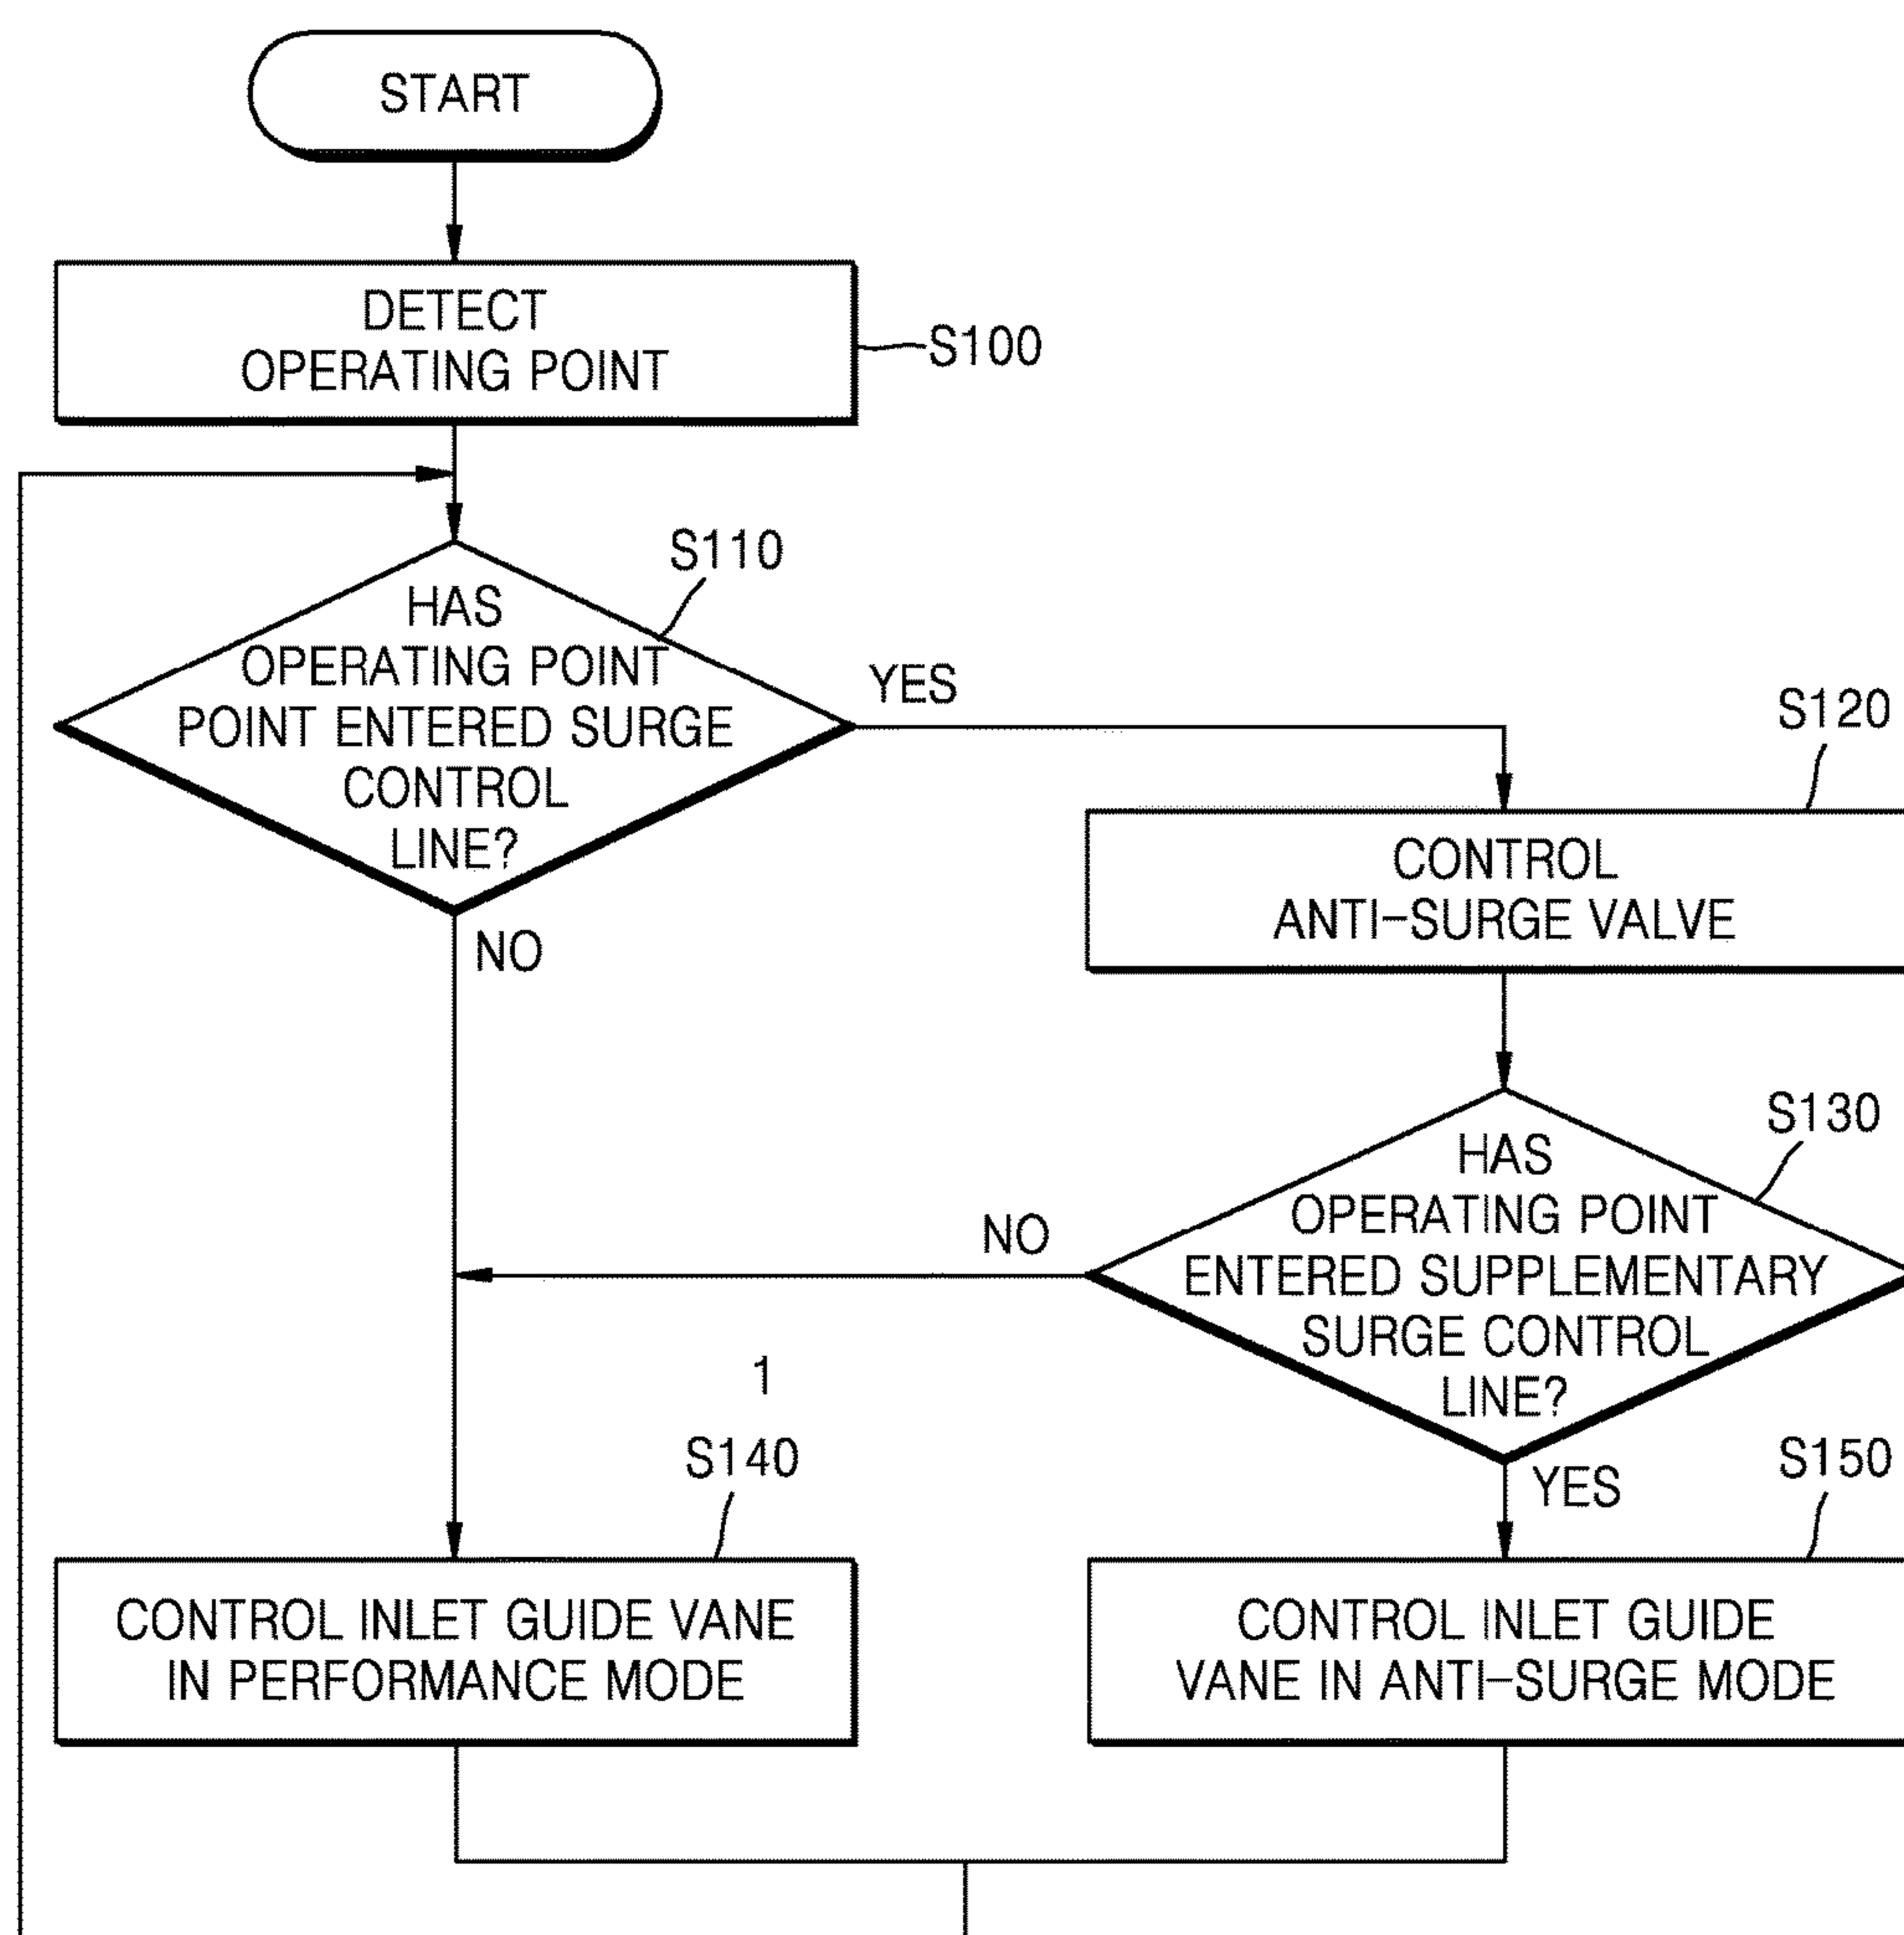 START
DETECT
OPERATING POINT
S100
S110
HAS
OPERATING POINT
POINT ENTERED SURGE
CONTROL
LINE?
YES
NO
S120
CONTROL
ANTI-SURGE VALVE
S130
HAS
OPERATING POINT
ENTERED SUPPLEMENTARY
SURGE CONTROL
LINE?
NO
YES
1
S140
CONTROL INLET GUIDE VANE
IN PERFORMANCE MODE
S150
CONTROL INLET GUIDE
VANE IN ANTI-SURGE MODE